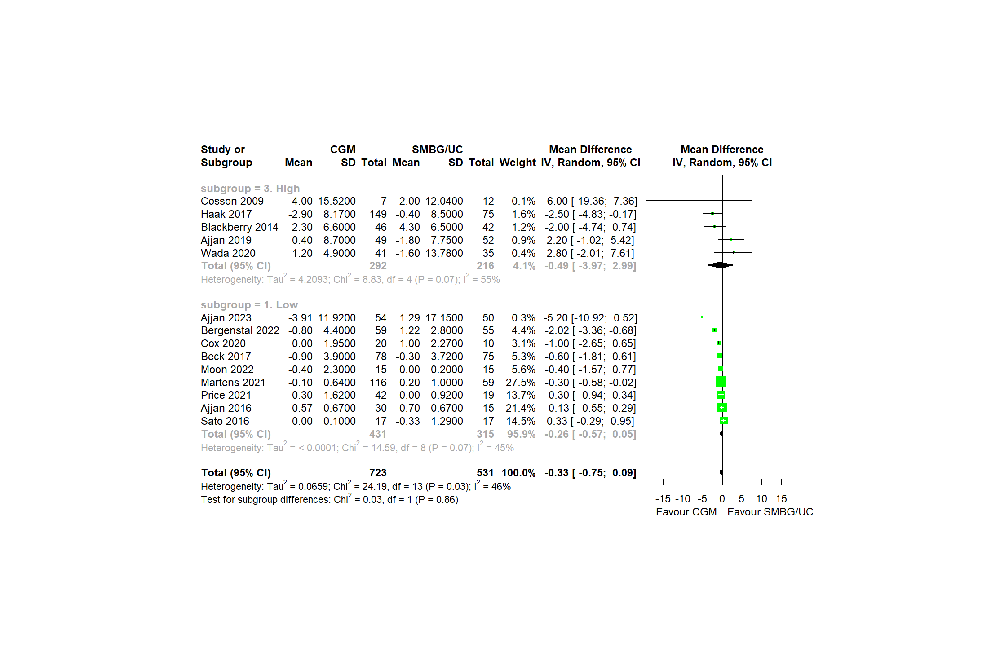 Study or CGM SMBG/UC Mean Difference Mean Difference
Subgroup Mean SD Total Mean SD Total Weight IV, Random, 95% CI IV, Random, 95% CI
subgroup = 3. High
Cosson 2009 -4.00 15.5200 7 2.00 12.0400 12 0.1% -6.00 [-19.36; 7.36]
Haak 2017 -2.90 8.1700 149 -0.40 8.5000 75 1.6% -2.50 [ -4.83; -0.17]
Blackberry 2014 2.30 6.6000 46 4.30 6.5000 42 1.2% -2.00 [ -4.74; 0.74]
Ajjan 2019 0.40 8.7000 49 -1.80 7.7500 52 0.9% 2.20 [ -1.02; 5.42]
Wada 2020 1.20 4.9000 41 -1.60 13.7800 35 0.4% 2.80 [ -2.01; 7.61]
Total (95% CI) 292 216 4.1% -0.49 [ -3.97; 2.99]
Heterogeneity: Tau² = 4.2093; Chi² = 8.83, df = 4 (P = 0.07); I² = 55%
subgroup = 1. Low
Ajjan 2023 -3.91 11.9200 54 1.29 17.1500 50 0.3% -5.20 [-10.92; 0.52]
Bergenstal 2022 -0.80 4.4000 59 1.22 2.8000 55 4.4% -2.02 [ -3.36; -0.68]
Cox 2020 0.00 1.9500 20 1.00 2.2700 10 3.1% -1.00 [ -2.65; 0.65]
Beck 2017 -0.90 3.9000 78 -0.30 3.7200 75 5.3% -0.60 [ -1.81; 0.61]
Moon 2022 -0.40 2.3000 15 0.00 0.2000 15 5.6% -0.40 [ -1.57; 0.77]
Martens 2021 -0.10 0.6400 116 0.20 1.0000 59 27.5% -0.30 [ -0.58; -0.02]
Price 2021 -0.30 1.6200 42 0.00 0.9200 19 13.7% -0.30 [ -0.94; 0.34]
Ajjan 2016 0.57 0.6700 30 0.70 0.6700 15 21.4% -0.13 [ -0.55; 0.29]
Sato 2016 0.00 0.1000 17 -0.33 1.2900 17 14.5% 0.33 [ -0.29; 0.95]
Total (95% CI) 431 315 95.9% -0.26 [ -0.57; 0.05]
Heterogeneity: Tau² = < 0.0001; Chi² = 14.59, df = 8 (P = 0.07); I² = 45%
Total (95% CI) 723 531 100.0% -0.33 [ -0.75; 0.09]
Heterogeneity: Tau² = 0.0659; Chi² = 24.19, df = 13 (P = 0.03); I² = 46%
Test for subgroup differences: Chi² = 0.03, df = 1 (P = 0.86)
-15 -10 -5 0 5 10 15
Favour CGM Favour SMBG/UC